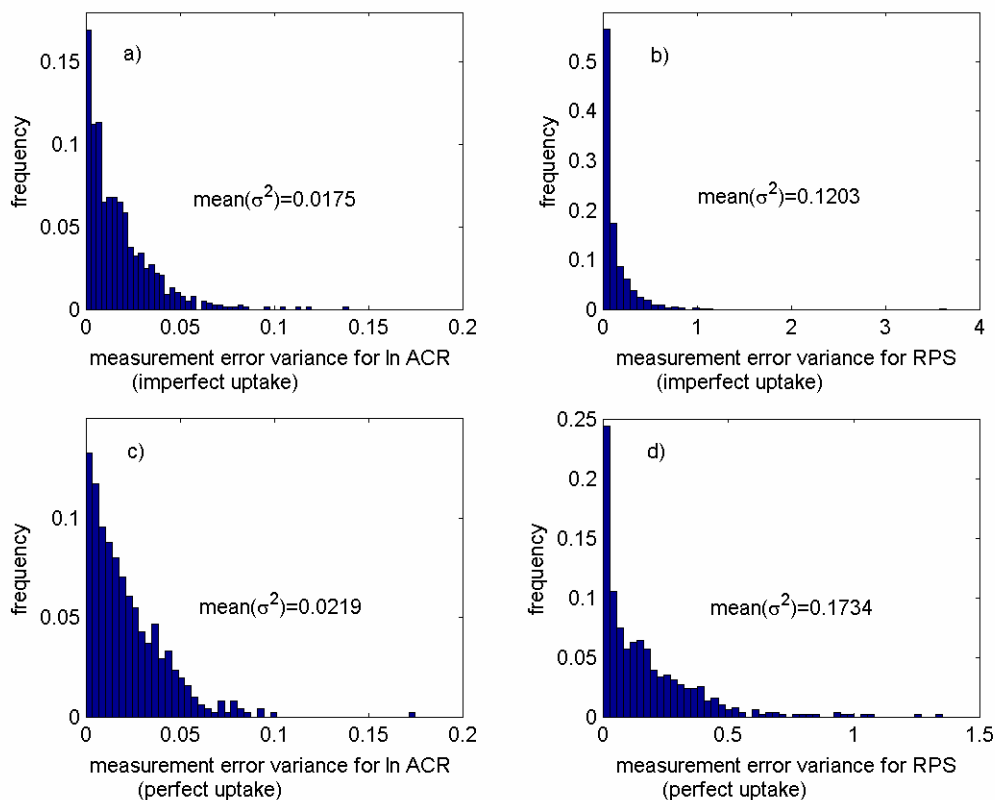 a)
frequency
0.15
0.1
0.05
0
mean(σ²)=0.0175
0 0.05 0.1 0.15 0.2
measurement error variance for ln ACR
(imperfect uptake)
b)
frequency
0.5
0.4
0.3
0.2
0.1
0
mean(σ²)=0.1203
0 1 2 3 4
measurement error variance for RPS
(imperfect uptake)
c)
frequency
0.1
0.05
0
mean(σ²)=0.0219
0 0.05 0.1 0.15 0.2
measurement error variance for ln ACR
(perfect uptake)
d)
frequency
0.25
0.2
0.15
0.1
0.05
0
mean(σ²)=0.1734
0 0.5 1 1.5
measurement error variance for RPS
(perfect uptake)